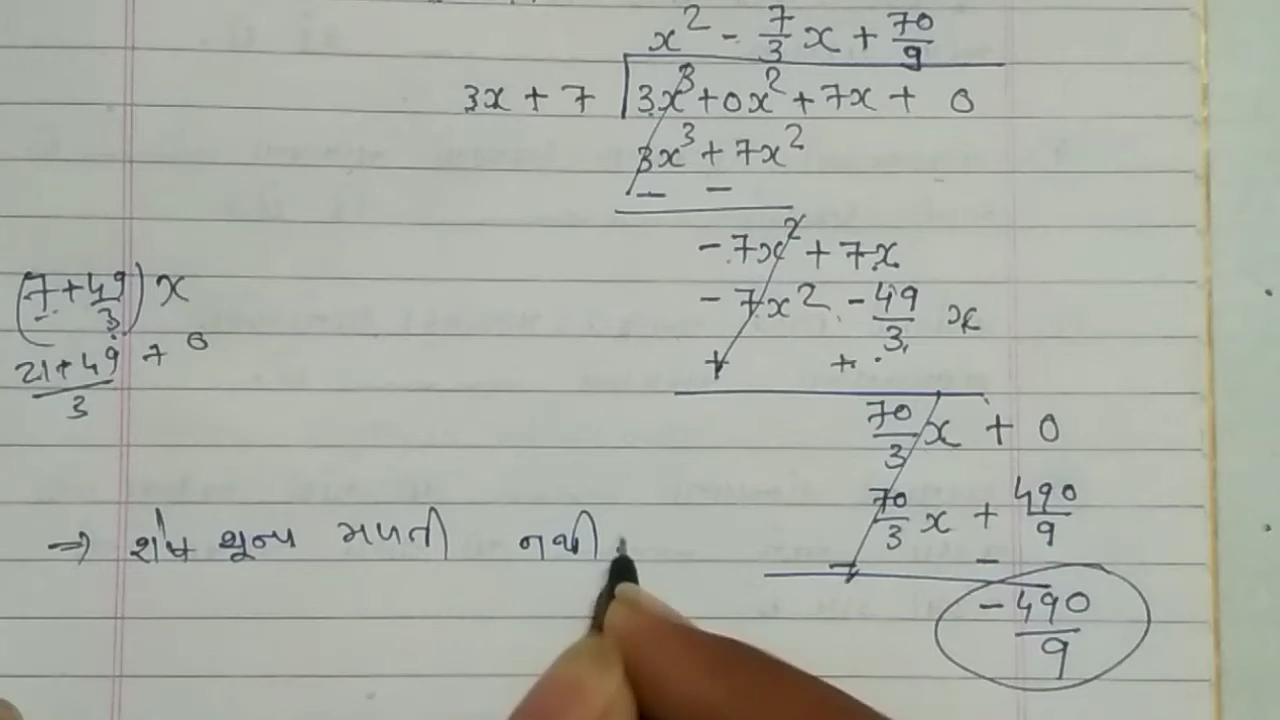 x² - 7/3 x + 70/9
3x + 7 | 3x³ + 0x² + 7x + 0
3x³ + 7x²
- -
- 7x² + 7x
- 7x² - 49/3 x
+ +
70/3 x + 0
70/3 x + 490/9
- -
- 490/9
(7 + 49/3) x
21 + 49 / 3 + 0
⇒ શેષ શૂન્ય મળતી નથી.